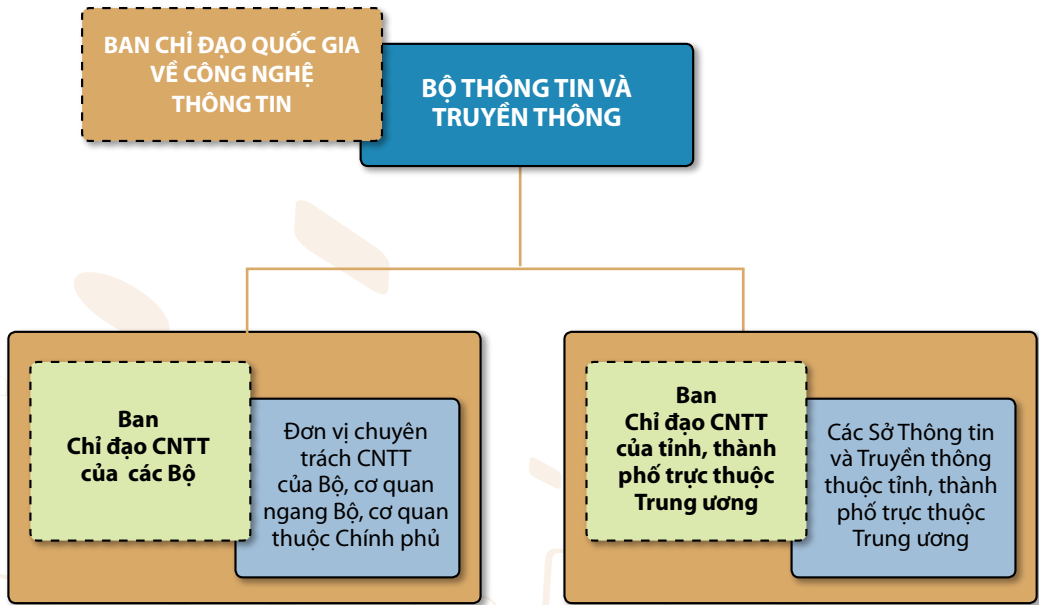 BAN CHỈ ĐẠO QUỐC GIA
VỀ CÔNG NGHỆ
THÔNG TIN
BỘ THÔNG TIN VÀ
TRUYỀN THÔNG
Ban
Chỉ đạo CNTT
của các Bộ
Đơn vị chuyên
trách CNTT
của Bộ, cơ quan
ngang Bộ, cơ quan
thuộc Chính phủ
Ban
Chỉ đạo CNTT
của tỉnh, thành
phố trực thuộc
Trung ương
Các Sở Thông tin
và Truyền thông
thuộc tỉnh, thành
phố trực thuộc
Trung ương